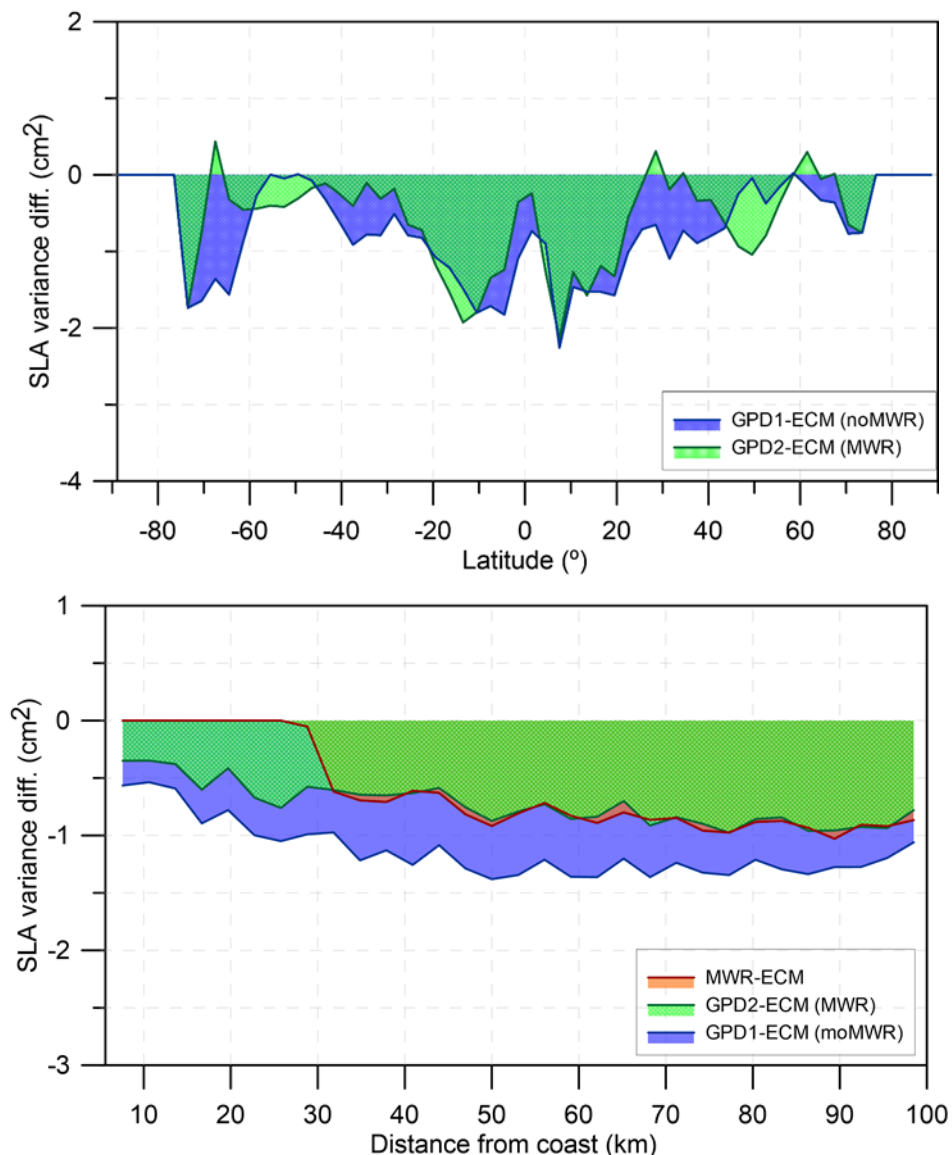 2
0
-2
-4
SLA variance diff. (cm2)
GPD1-ECM (noMWR)
GPD2-ECM (MWR)
-80 -60 -40 -20 0 20 40 60 80
Latitude (º)
1
0
-1
-2
-3
SLA variance diff. (cm2)
MWR-ECM
GPD2-ECM (MWR)
GPD1-ECM (moMWR)
10 20 30 40 50 60 70 80 90 100
Distance from coast (km)